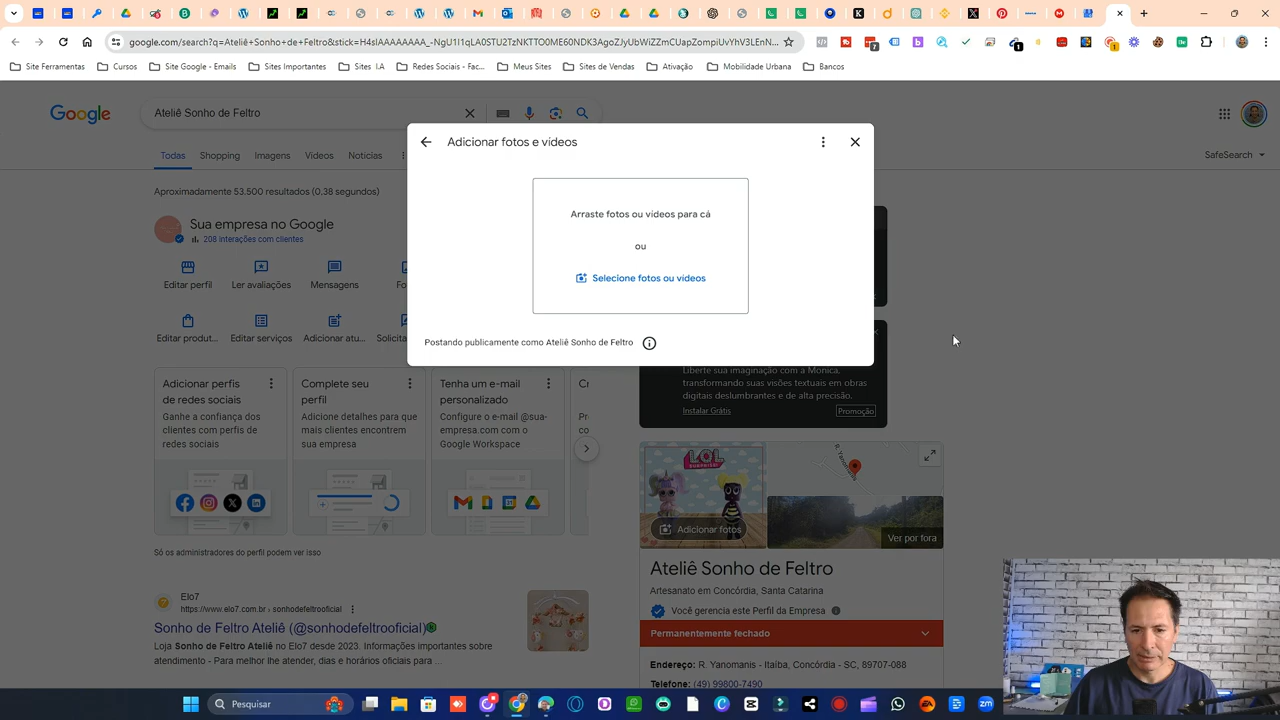 google.com/search?q=Ateliê+Sonho+de+Feltro&stick=
Site Ferramentas
Cursos
Site Google - Emails
Sites Importantes
Sites I.A
Redes Sociais - Fac...
Meus Sites
Sites de Vendas
Ativação
Mobilidade Urbana
Bancos
Google
Ateliê Sonho de Feltro
Todas
Shopping
Imagens
Vídeos
Notícias
SafeSearch
Aproximadamente 53.500 resultados (0.38 segundos)
Sua empresa no Google
208 interações com clientes
Editar perfil
Ler avaliações
Mensagens
Fo
Editar produt...
Editar serviços
Adicionar atu...
Solicita
Adicionar fotos e vídeos
Arraste fotos ou vídeos para cá
ou
Selecione fotos ou vídeos
Postando publicamente como Ateliê Sonho de Feltro
Adicionar perfis
de redes sociais
Ganhe a confiança dos
clientes com perfis de
redes sociais
Complete seu
perfil
Adicione detalhes para que
mais clientes encontrem
sua empresa
Tenha um e-mail
personalizado
Configure o e-mail @sua-
empresa.com com o
Google Workspace
Cr
Só os administradores do perfil podem ver isso
Elo7
https://www.elo7.com.br › sonhodefeltrooficial
Sonho de Feltro Ateliê (@sonhodefeltrooficial)
Loja Sonho de Feltro Ateliê no Elo7 desde 2023. Informações importantes sobre
atendimento - Para melhor lhe atender, dias e horários oficiais para ...
Liberte sua imaginação com a Monica,
transformando suas visões textuais em obras
digitais deslumbrantes e de alta precisão.
Instalar Grátis
Promoção
LOL
SURPRISE!
R. Yanomanis
Adicionar fotos
Ver por fora
Ateliê Sonho de Feltro
Artesanato em Concórdia, Santa Catarina
Você gerencia este Perfil da Empresa
Permanentemente fechado
Endereço: R. Yanomanis - Itaíba, Concórdia - SC, 89707-088
Telefone: (49) 99800-7490
Pesquisar